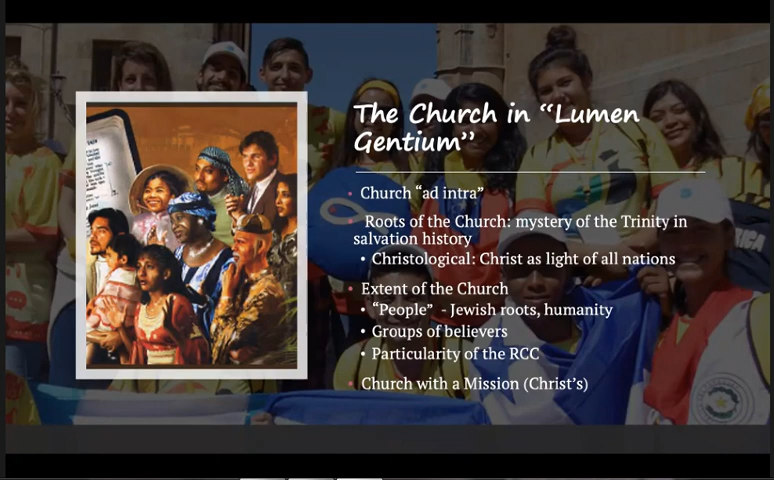 The Church in “Lumen
Gentium”
• Church “ad intra”
• Roots of the Church: mystery of the Trinity in
salvation history
• Christological: Christ as light of all nations
• Extent of the Church
• “People” - Jewish roots, humanity
• Groups of believers
• Particularity of the RCC
• Church with a Mission (Christ’s)